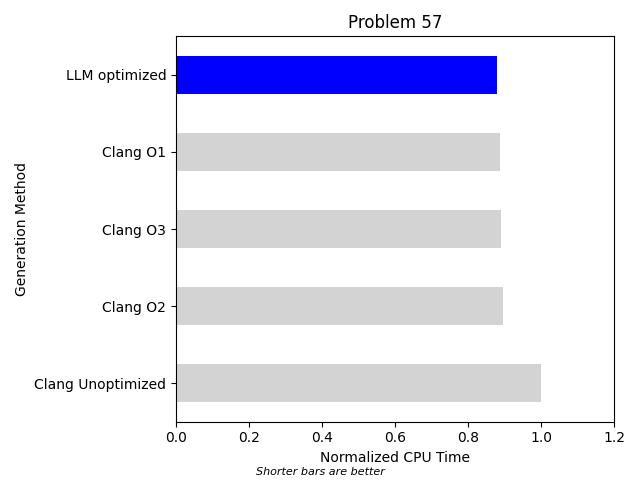 Problem 57
LLM optimized
Clang O1
Clang O3
Clang O2
Clang Unoptimized
Generation Method
0.0 0.2 0.4 0.6 0.8 1.0 1.2
Normalized CPU Time
Shorter bars are better